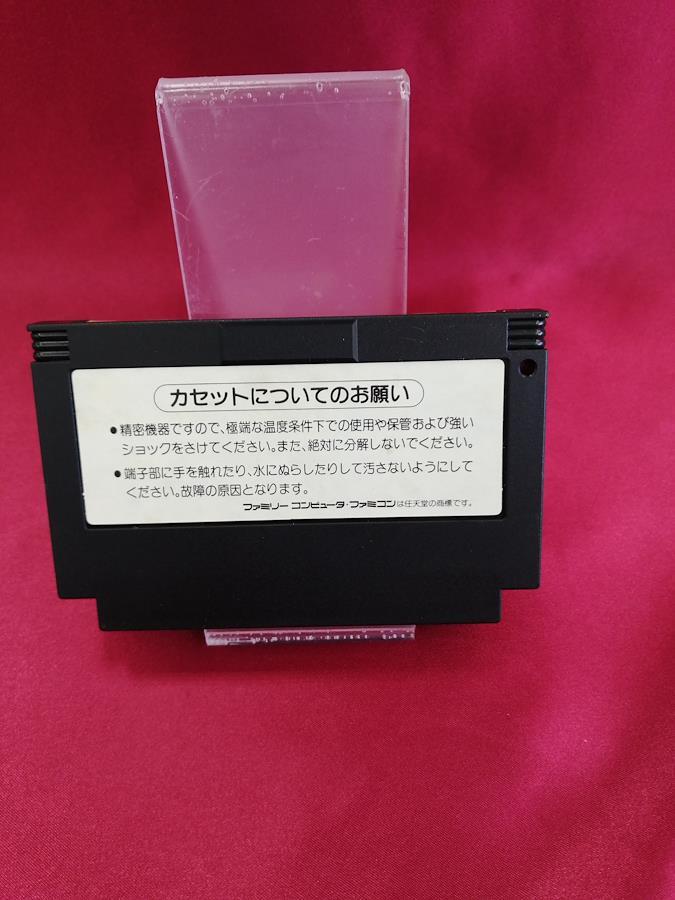 カセットについてのお願い
●精密機器ですので、極端な温度条件下での使用や保管および強い
ショックをさけてください。また、絶対に分解しないでください。
●端子部に手を触れたり、水にぬらしたりして汚さないようにして
ください。故障の原因となります。
ファミリーコンピュータ・ファミコンは任天堂の商標です。